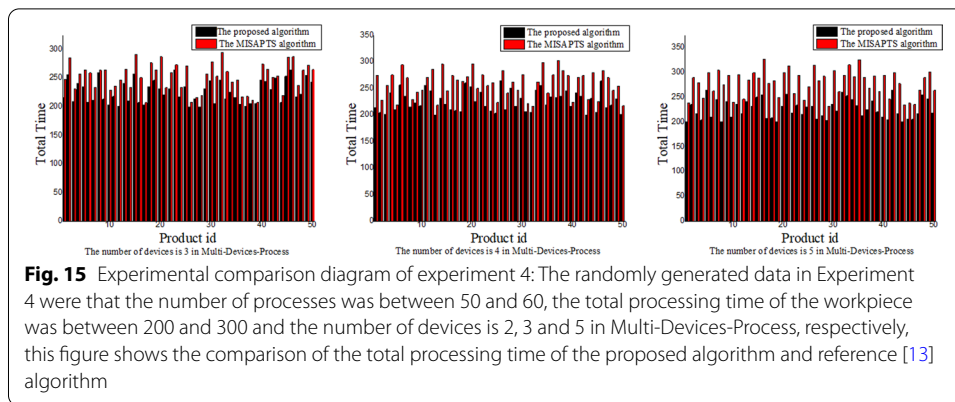 The proposed algorithm
The MISAPTS algorithm
300
250
200
150
100
50
0
Total Time
10 20 30 40 50
Product id
The number of devices is 3 in Multi-Devices-Process
The proposed algorithm
The MISAPTS algorithm
350
300
250
200
150
100
50
0
Total Time
10 20 30 40 50
Product id
The number of devices is 4 in Multi-Devices-Process
The proposed algorithm
The MISAPTS algorithm
350
300
250
200
150
100
50
0
Total Time
10 20 30 40 50
Product id
The number of devices is 5 in Multi-Devices-Process
Fig. 15 Experimental comparison diagram of experiment 4: The randomly generated data in Experiment
4 were that the number of processes was between 50 and 60, the total processing time of the workpiece
was between 200 and 300 and the number of devices is 2, 3 and 5 in Multi-Devices-Process, respectively,
this figure shows the comparison of the total processing time of the proposed algorithm and reference [13]
algorithm